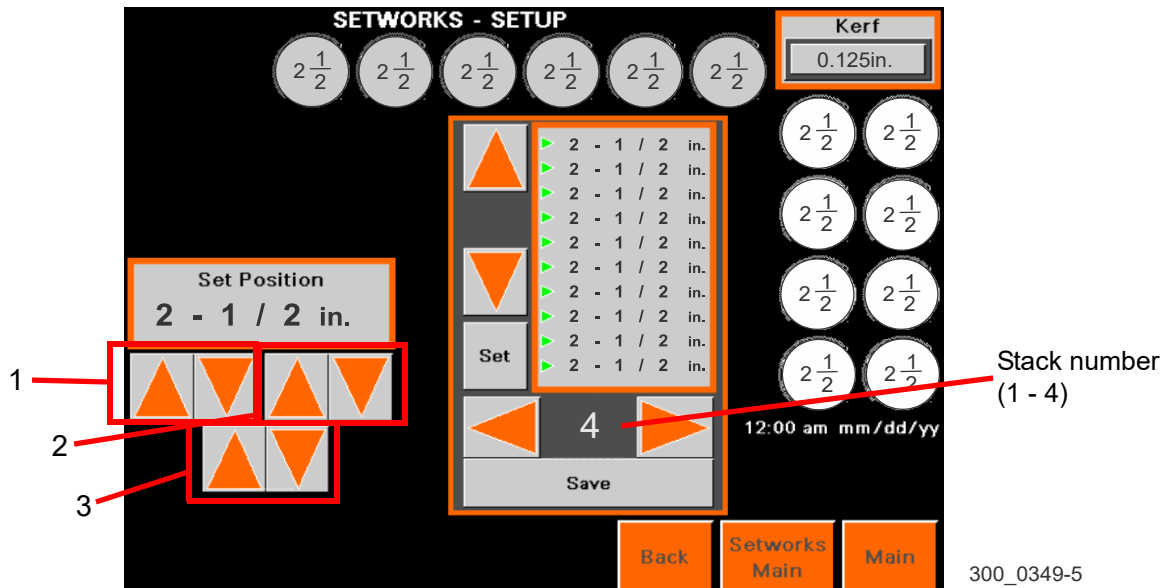 SETWORKS - SETUP
Kerf
0.125in.
2 1/2 2 1/2 2 1/2 2 1/2 2 1/2 2 1/2
2 1/2 2 1/2
2 1/2 2 1/2
2 1/2 2 1/2
2 1/2 2 1/2
2 - 1 / 2 in.
2 - 1 / 2 in.
2 - 1 / 2 in.
2 - 1 / 2 in.
2 - 1 / 2 in.
2 - 1 / 2 in.
2 - 1 / 2 in.
2 - 1 / 2 in.
2 - 1 / 2 in.
2 - 1 / 2 in.
Set Position
2 - 1 / 2 in.
Set
1
2
3
4
Stack number
(1 - 4)
12:00 am mm/dd/yy
Save
Back
Setworks
Main
Main
300_0349-5